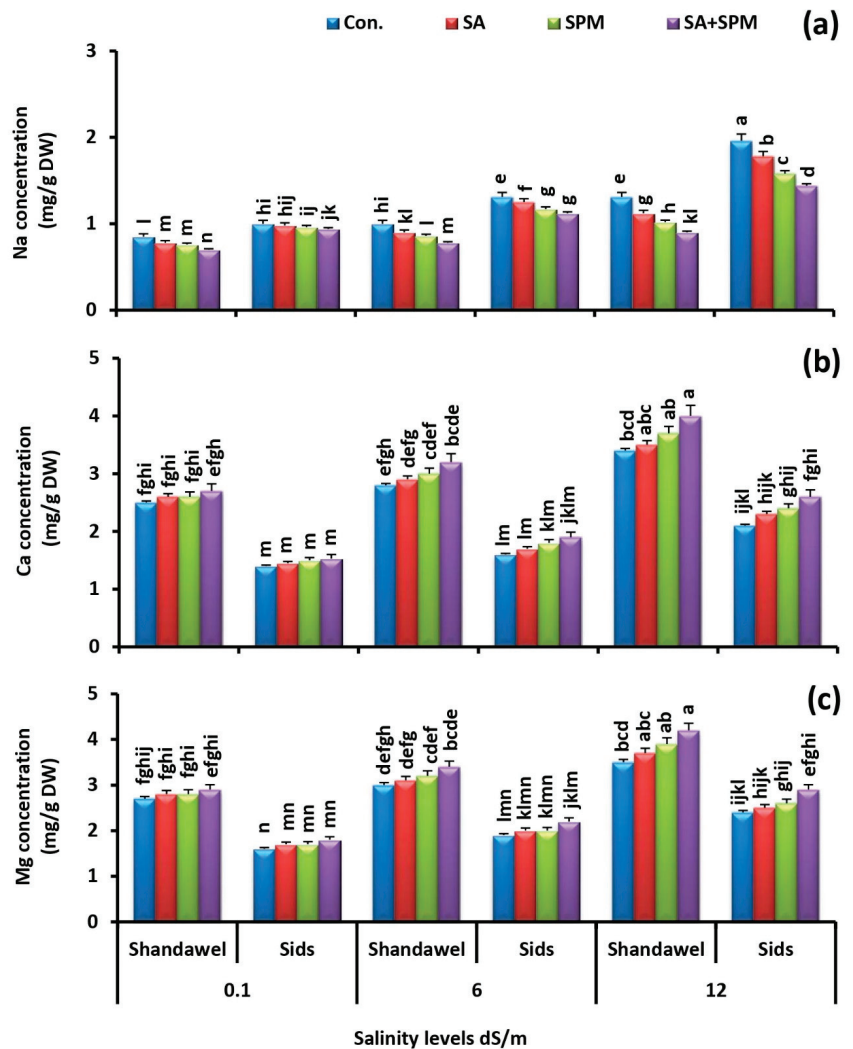 Con. SA SPM SA+SPM
(a)
Na concentration
(mg/g DW)
3
2
1
0
l m m n hi hij ij jk hi kl l m e f g g e g h kl a b c d
(b)
Ca concentration
(mg/g DW)
5
4
3
2
1
0
fghi fghi fghi efgh m m m m efgh defg cdef bcde lm lm klm jklm bcd abc ab a ijkl hijk ghij fghi
(c)
Mg concentration
(mg/g DW)
5
4
3
2
1
0
fghij fghi fghi efghi n mn mn mn defgh defg cdef bcde lmn klmn klmn jklm bcd abc ab a ijkl hijk ghij efghi
Shandawel Sids Shandawel Sids Shandawel Sids
0.1 6 12
Salinity levels dS/m